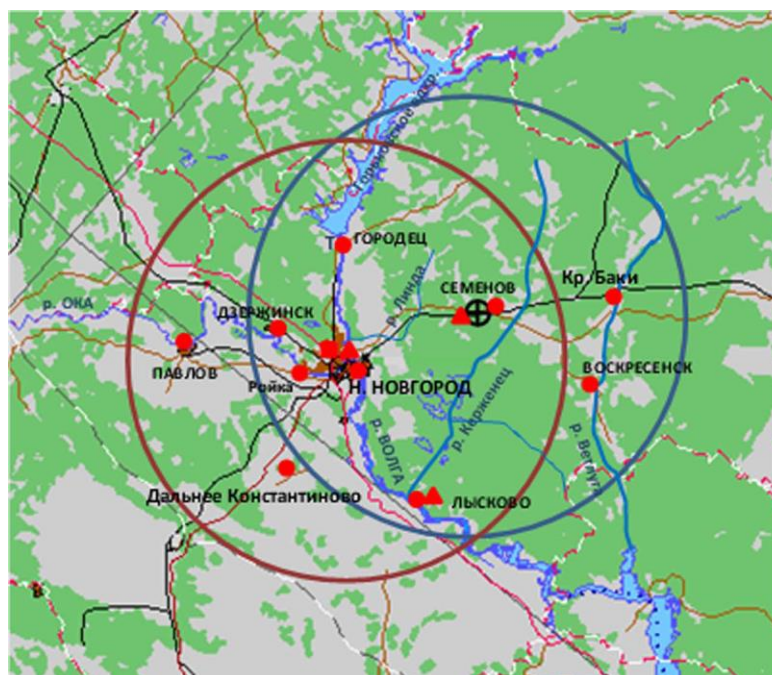 Горьковское вдхр.
ГОРОДЕЦ
р. Линда
СЕМЕНОВ
Кр. Баки
р. ОКА
ДЗЕРЖИНСК
ПАВЛОВ
Ройка
Н. НОВГОРОД
ВОСКРЕСЕНСК
р. Керженец
р. ВОЛГА
р. Ветлуга
Дальнее Константиново
ЛЫСКОВО